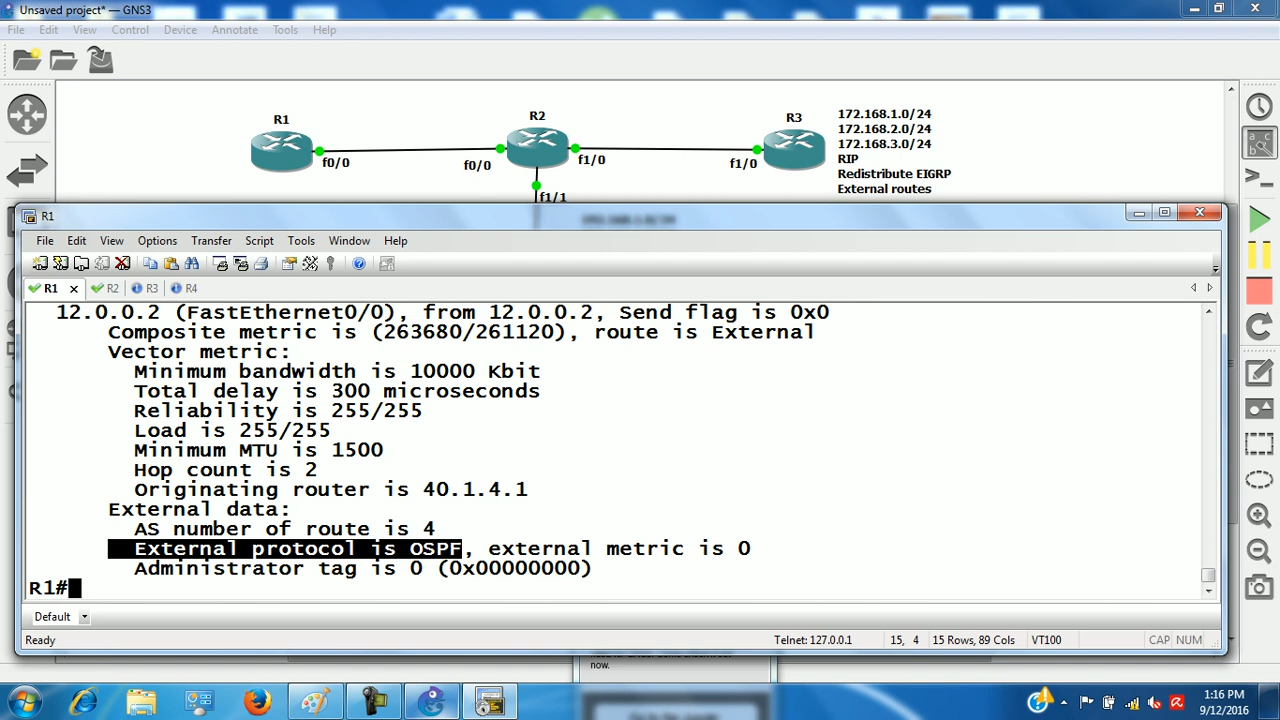 Unsaved project* — GNS3
File Edit View Control Device Annotate Tools Help
R1
R2
R3
f0/0
f0/0
f1/0
f1/0
f1/1
172.168.1.0/24
172.168.2.0/24
172.168.3.0/24
RIP
Redistribute EIGRP
External routes
R1
File Edit View Options Transfer Script Tools Window Help
R1 R2 R3 R4
12.0.0.2 (FastEthernet0/0), from 12.0.0.2, Send flag is 0x0
Composite metric is (263680/261120), route is External
Vector metric:
Minimum bandwidth is 10000 Kbit
Total delay is 300 microseconds
Reliability is 255/255
Load is 255/255
Minimum MTU is 1500
Hop count is 2
Originating router is 40.1.4.1
External data:
AS number of route is 4
External protocol is OSPF, external metric is 0
Administrator tag is 0 (0x00000000)
R1#
Default
Ready Telnet: 127.0.0.1 15, 4 15 Rows, 89 Cols VT100 CAP NUM
now.
1:16 PM
9/12/2016